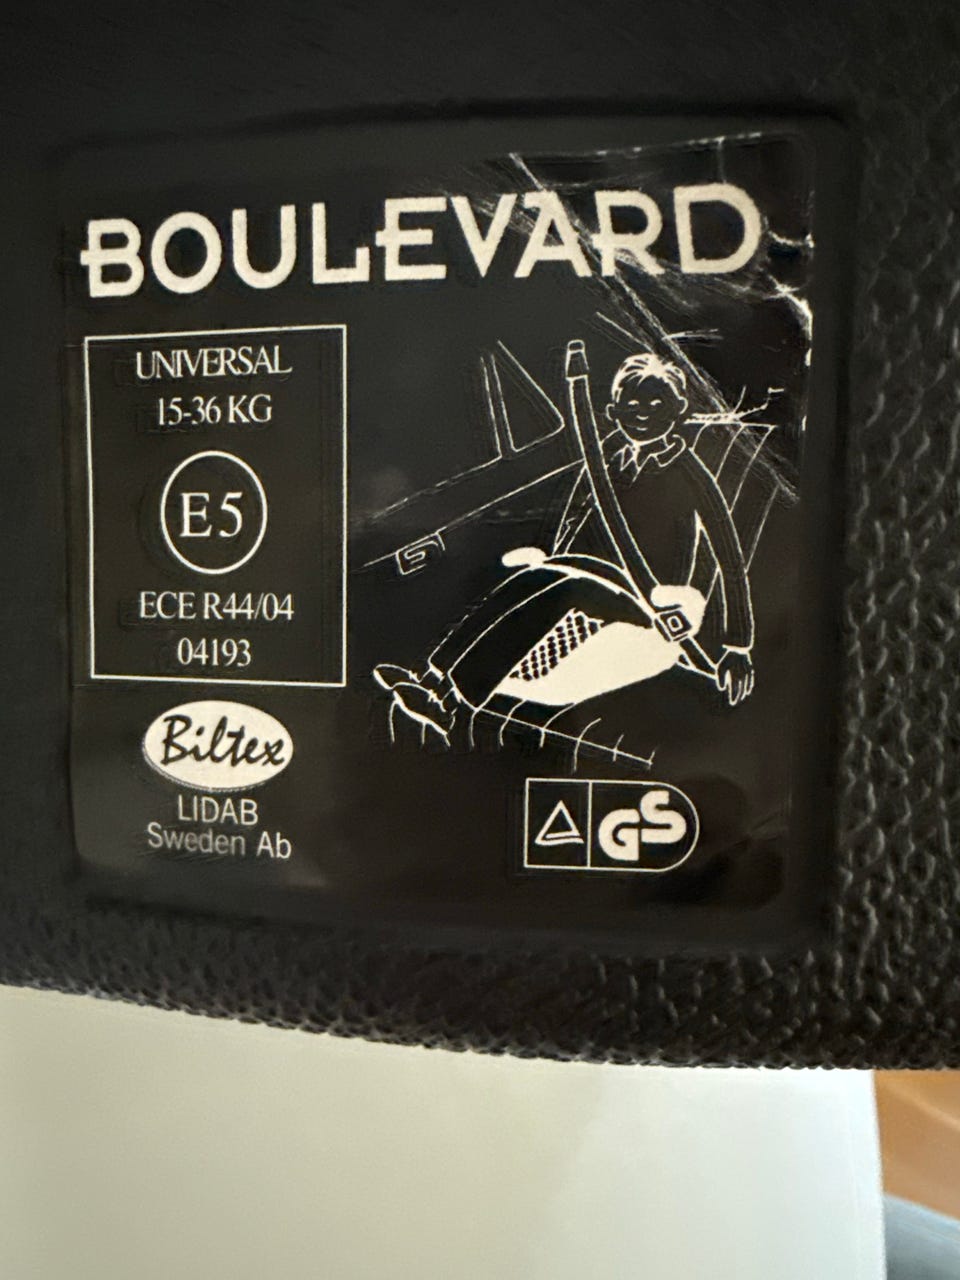 BOULEVARD
UNIVERSAL
15-36 KG
E5
ECE R44/04
04193
Biltex
LIDAB
Sweden Ab
GS